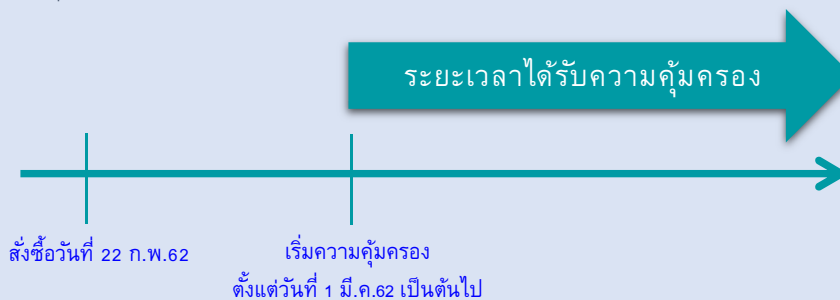 ระยะเวลาได้รับความคุ้มครอง
สั่งซื้อวันที่ 22 ก.พ.62
เริ่มความคุ้มครอง
ตั้งแต่วันที่ 1 มี.ค.62 เป็นต้นไป